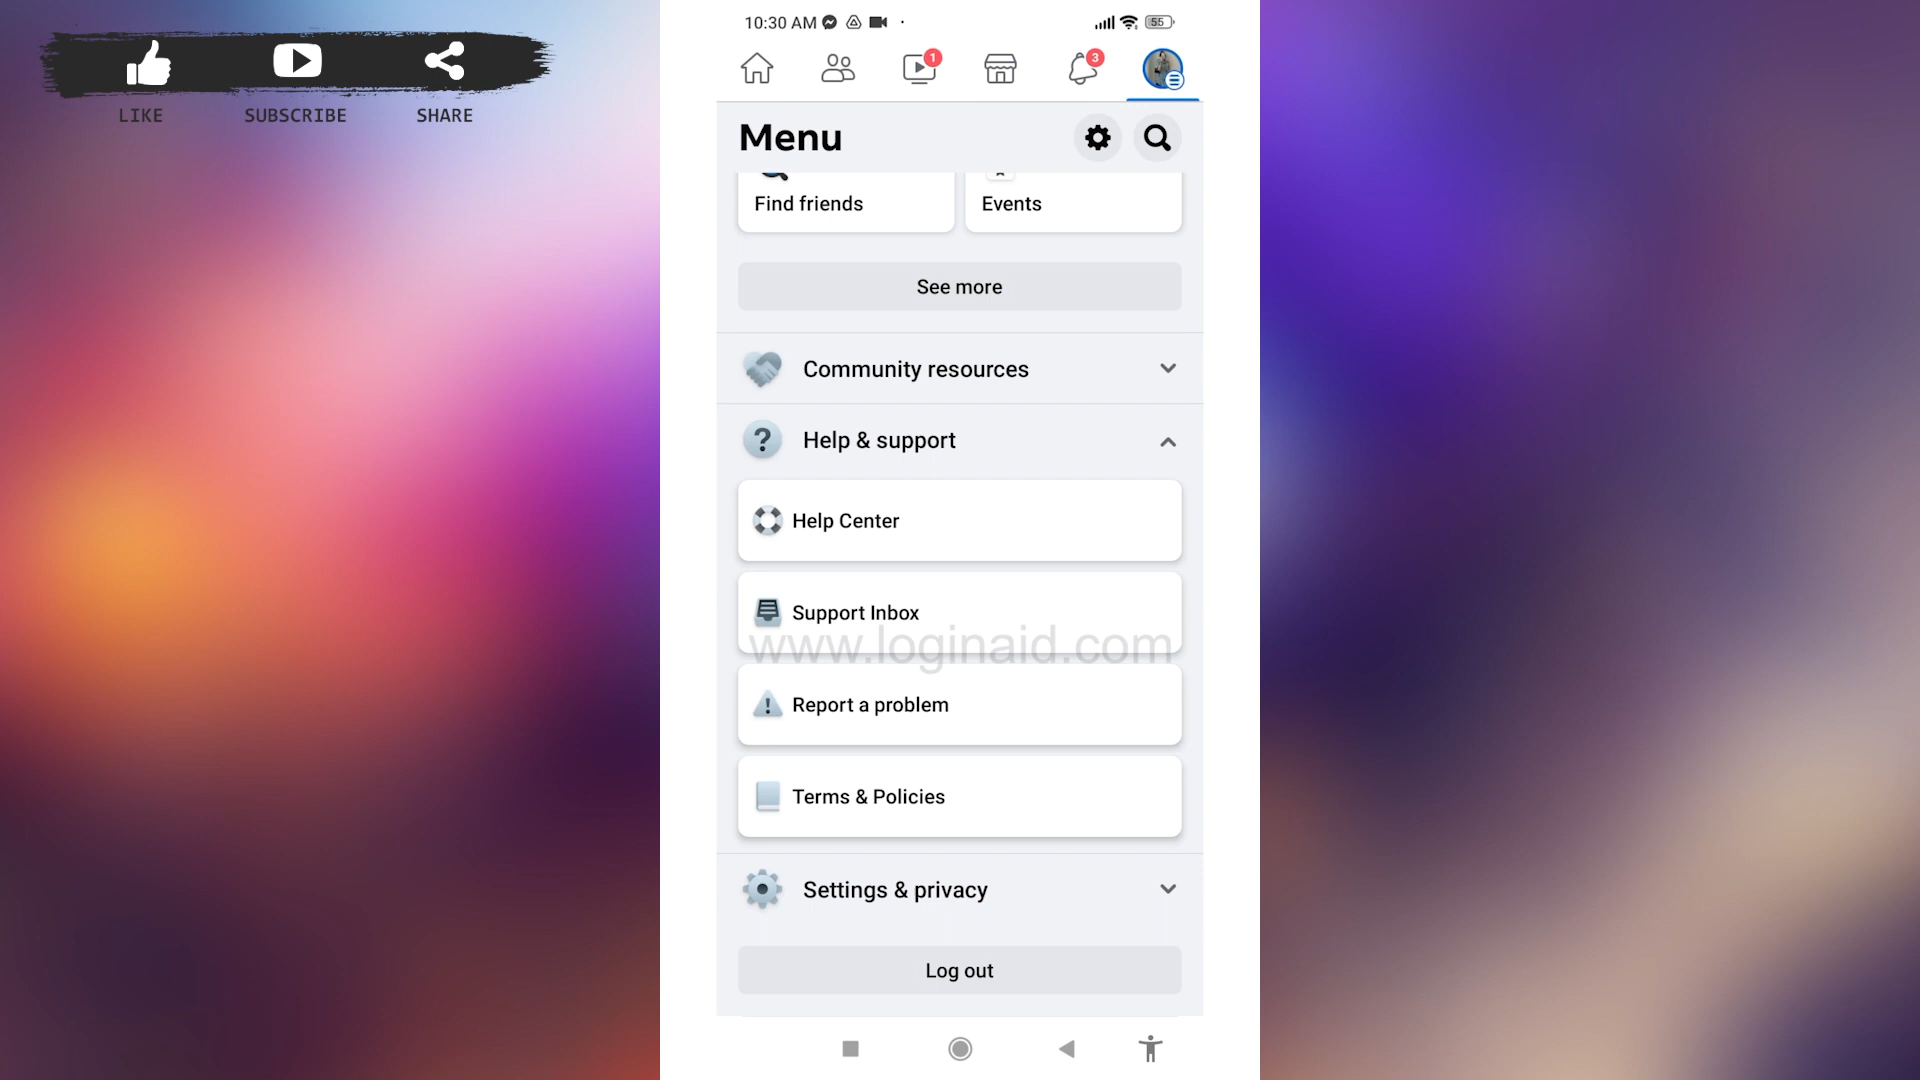 LIKE
SUBSCRIBE
SHARE
10:30 AM
55
1
3
Menu
Find friends
Events
See more
Community resources
Help & support
Help Center
Support Inbox
www.loginaid.com
Report a problem
Terms & Policies
Settings & privacy
Log out